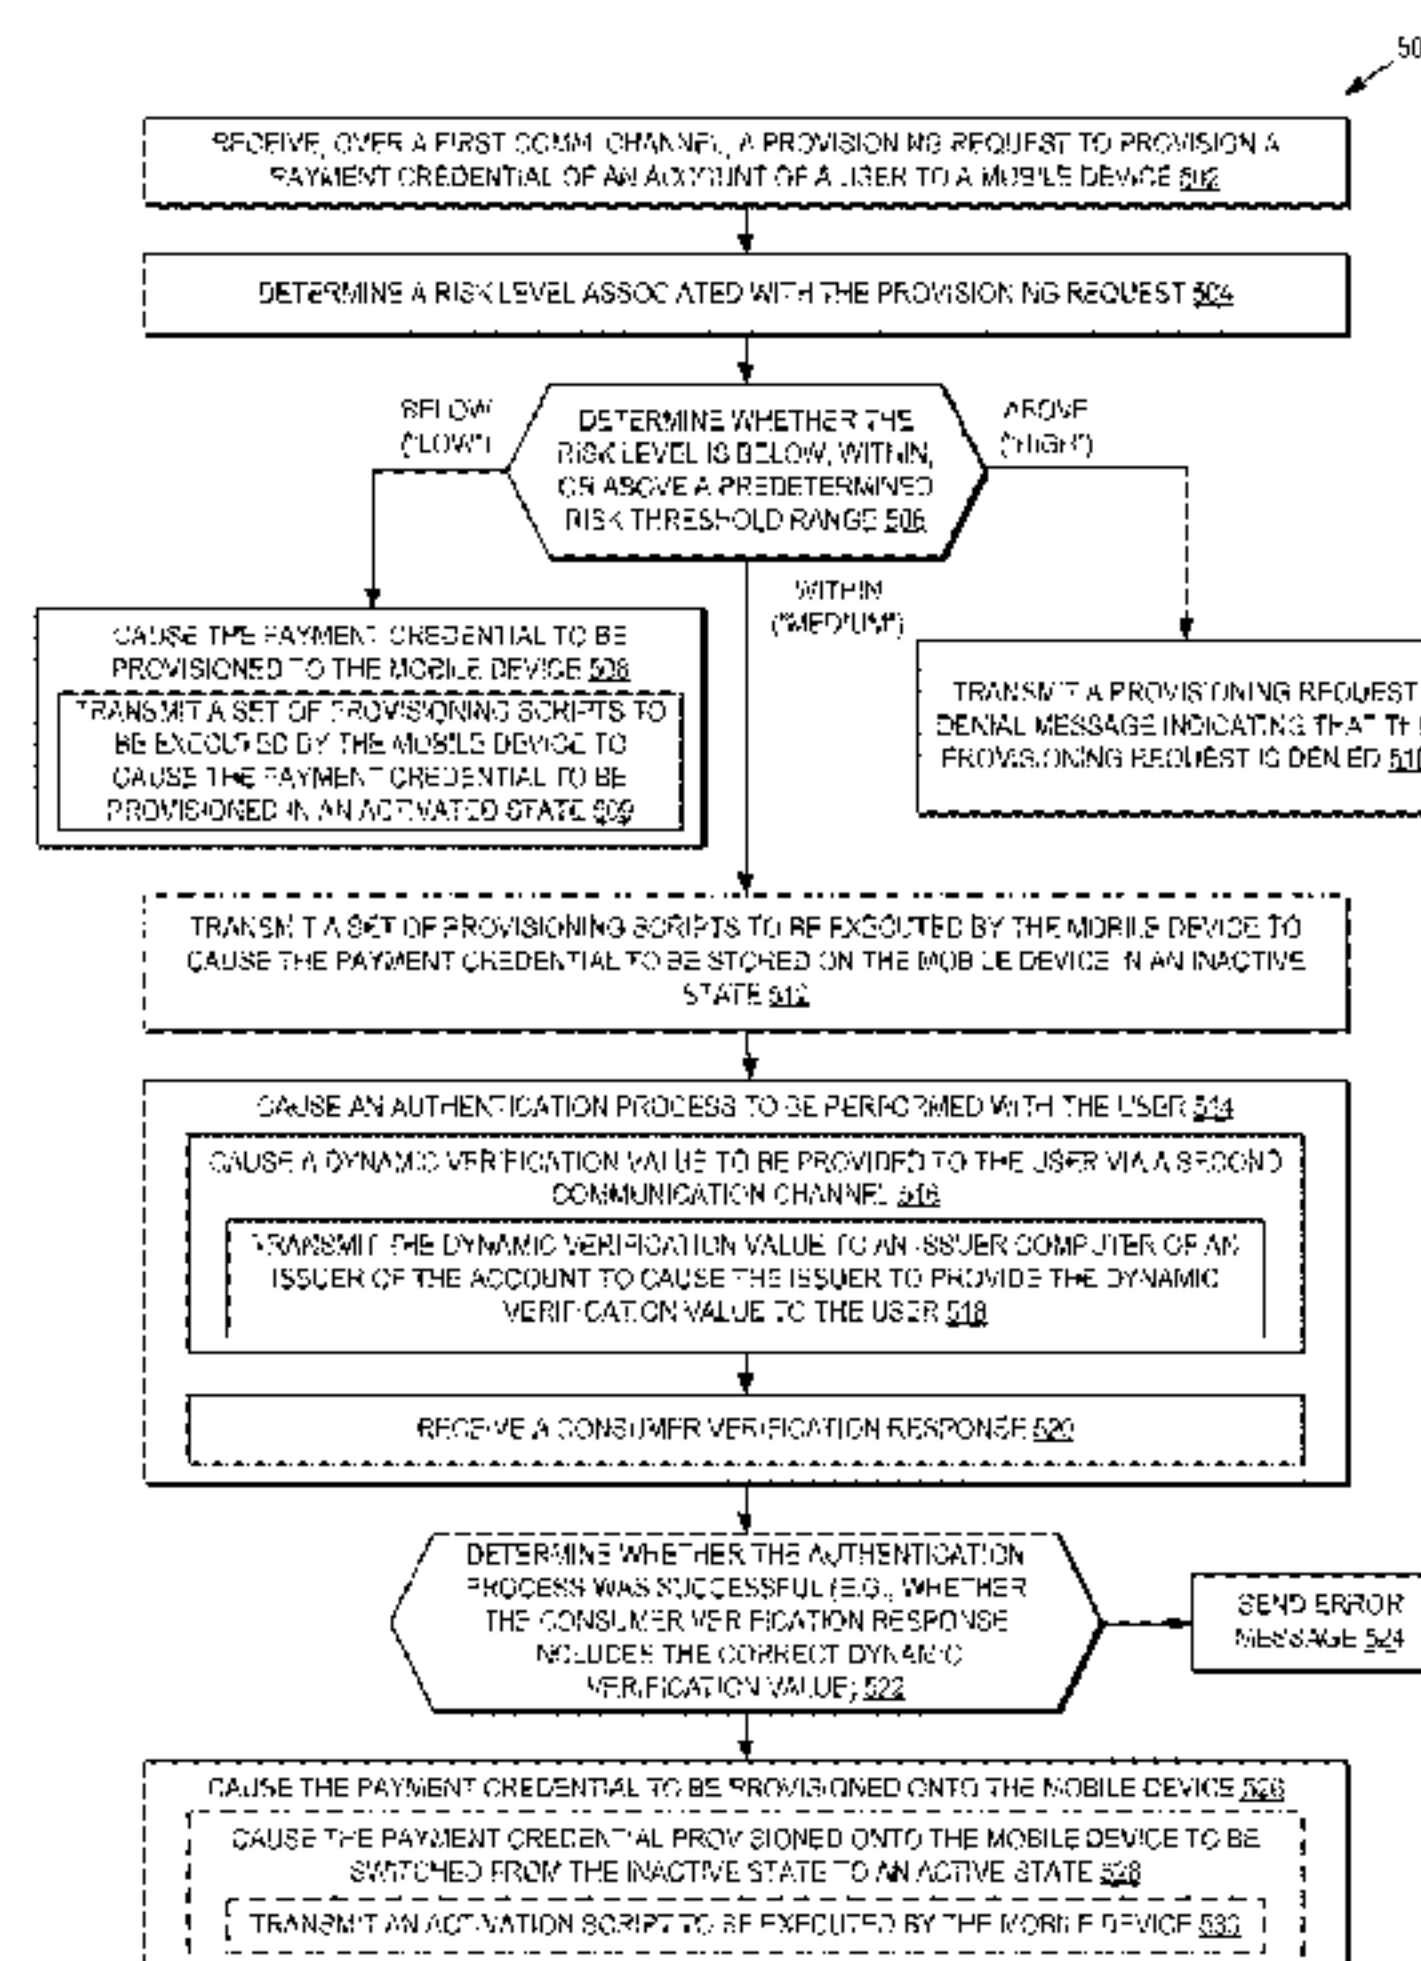 50
RECEIVE, OVER A FIRST COMM. CHANNEL, A PROVISIONING REQUEST TO PROVISION A
PAYMENT CREDENTIAL OF AN ACCOUNT OF A USER TO A MOBILE DEVICE 502
DETERMINE A RISK LEVEL ASSOCIATED WITH THE PROVISIONING REQUEST 504
BELOW
("LOW")
DETERMINE WHETHER THE
RISK LEVEL IS BELOW, WITHIN,
OR ABOVE A PREDETERMINED
RISK THRESHOLD RANGE 506
ABOVE
("HIGH")
WITHIN
("MEDIUM")
CAUSE THE PAYMENT CREDENTIAL TO BE
PROVISIONED TO THE MOBILE DEVICE 508
TRANSMIT A SET OF PROVISIONING SCRIPTS TO
BE EXECUTED BY THE MOBILE DEVICE TO
CAUSE THE PAYMENT CREDENTIAL TO BE
PROVISIONED IN AN ACTIVATED STATE 509
TRANSMIT A PROVISIONING REQUEST
DENIAL MESSAGE INDICATING THAT TH
PROVISIONING REQUEST IS DENIED 51
TRANSMIT A SET OF PROVISIONING SCRIPTS TO BE EXECUTED BY THE MOBILE DEVICE TO
CAUSE THE PAYMENT CREDENTIAL TO BE STORED ON THE MOBILE DEVICE IN AN INACTIVE
STATE 512
CAUSE AN AUTHENTICATION PROCESS TO BE PERFORMED WITH THE USER 514
CAUSE A DYNAMIC VERIFICATION VALUE TO BE PROVIDED TO THE USER VIA A SECOND
COMMUNICATION CHANNEL 516
TRANSMIT THE DYNAMIC VERIFICATION VALUE TO AN ISSUER COMPUTER OF AN
ISSUER OF THE ACCOUNT TO CAUSE THE ISSUER TO PROVIDE THE DYNAMIC
VERIFICATION VALUE TO THE USER 518
RECEIVE A CONSUMER VERIFICATION RESPONSE 520
DETERMINE WHETHER THE AUTHENTICATION
PROCESS WAS SUCCESSFUL (E.G., WHETHER
THE CONSUMER VERIFICATION RESPONSE
INCLUDES THE CORRECT DYNAMIC
VERIFICATION VALUE) 522
SEND ERROR
MESSAGE 524
CAUSE THE PAYMENT CREDENTIAL TO BE PROVISIONED ONTO THE MOBILE DEVICE 526
CAUSE THE PAYMENT CREDENTIAL PROVISIONED ONTO THE MOBILE DEVICE TO BE
SWITCHED FROM THE INACTIVE STATE TO AN ACTIVE STATE 528
TRANSMIT AN ACTIVATION SCRIPT TO BE EXECUTED BY THE MOBILE DEVICE 530